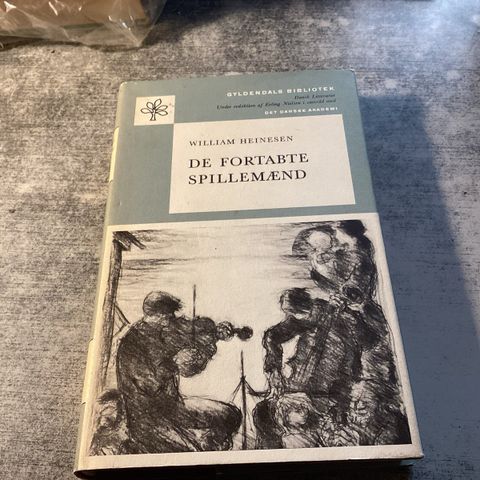 GYLDENDALS BIBLIOTEK
Dansk Litteratur
Under redaktion af Erling Nielsen i samråd med
DET DANSKE AKADEMI
WILLIAM HEINESEN
DE FORTABTE
SPILLEMÆND